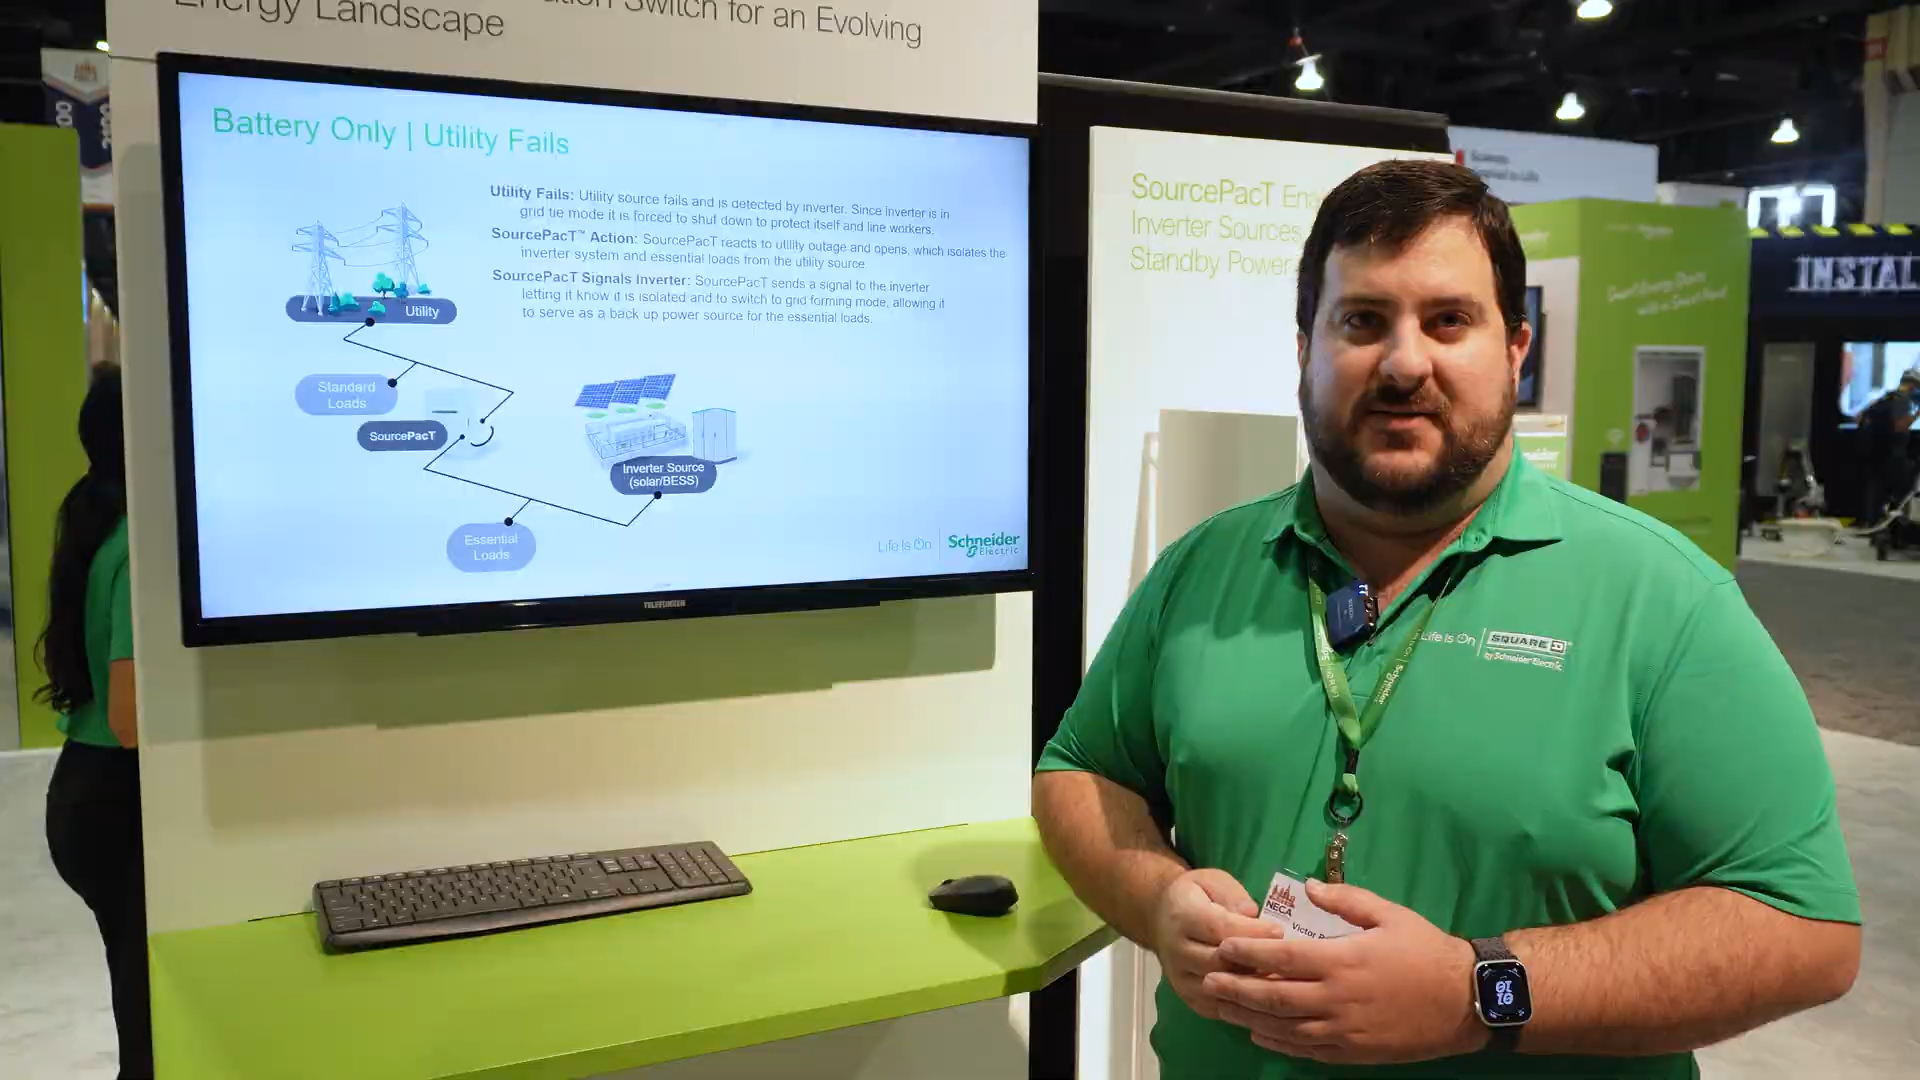 Switch for an Evolving
Energy Landscape
Battery Only | Utility Fails
Utility Fails: Utility source fails and is detected by inverter. Since inverter is in
grid tie mode it is forced to shut down to protect itself and line workers.
SourcePacT™ Action: SourcePacT reacts to utility outage and opens, which isolates the
inverter system and essential loads from the utility source.
SourcePacT Signals Inverter: SourcePacT sends a signal to the inverter
letting it know it is isolated and to switch to grid forming mode, allowing it
to serve as a back up power source for the essential loads.
Utility
Standard
Loads
SourcePacT
Inverter Source
(solar/BESS)
Essential
Loads
Life Is On
Schneider
Electric
TELEFUNKEN
SourcePacT
Inverter Sources
Standby Power
INSTAL
Life Is On
SQUARE D
by Schneider Electric
NECA
Victor
Schneider